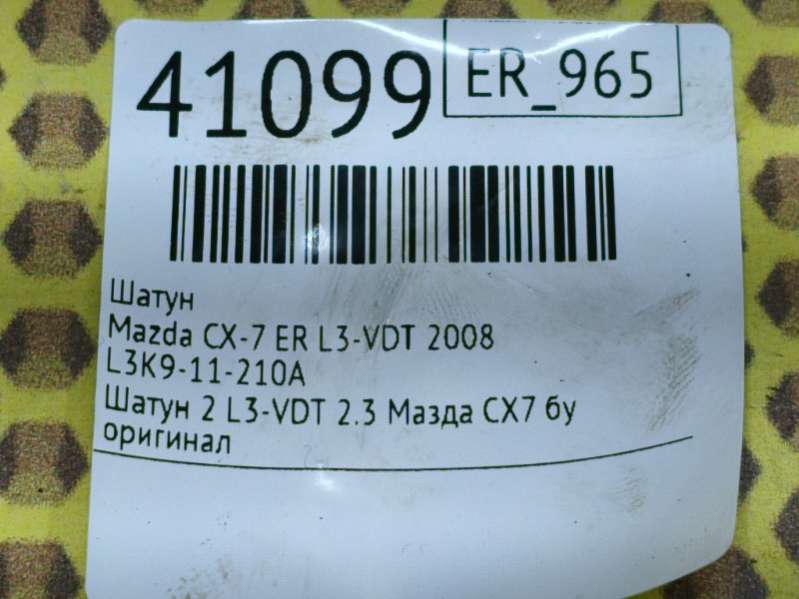 41099
ER_965
Шатун
Mazda CX-7 ER L3-VDT 2008
L3K9-11-210A
Шатун 2 L3-VDT 2.3 Мазда СХ7 бу
оригинал